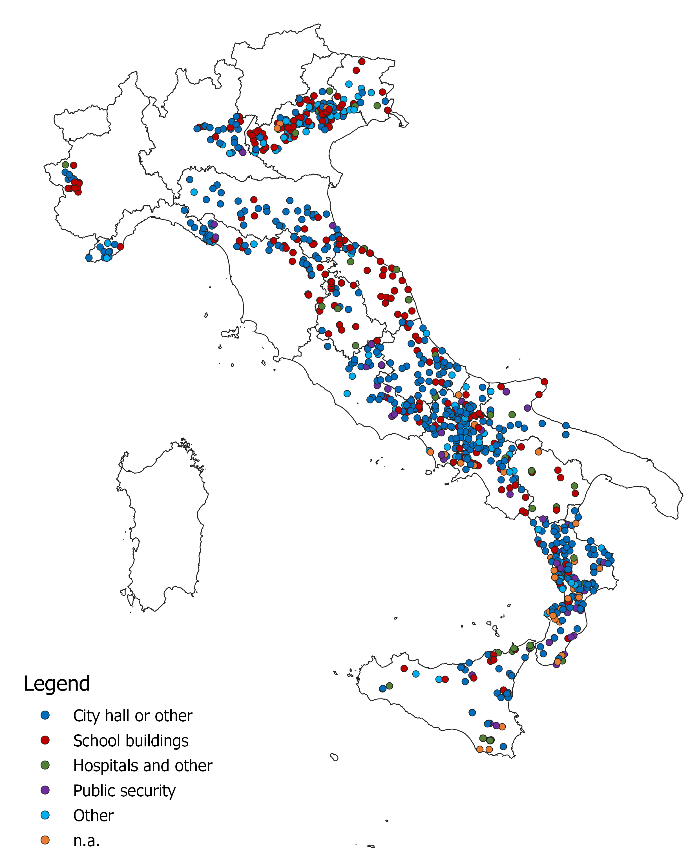 Legend
City hall or other
School buildings
Hospitals and other
Public security
Other
n.a.